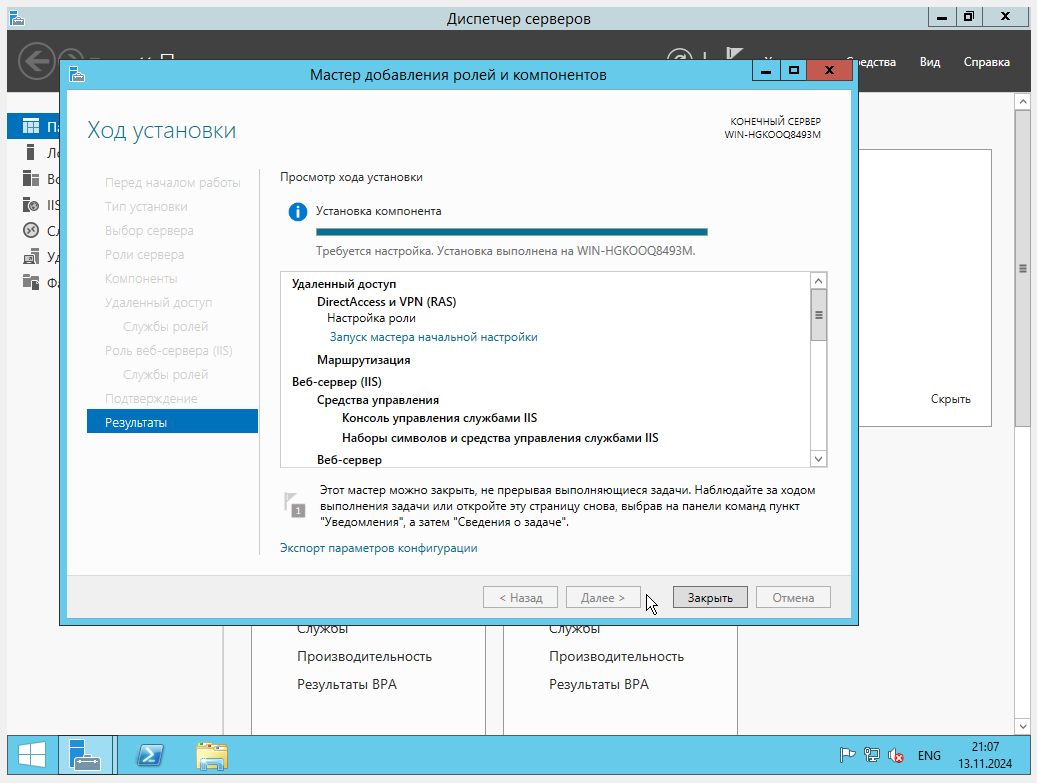 Диспетчер серверов
Средства
Вид
Справка
Мастер добавления ролей и компонентов
Ход установки
КОНЕЧНЫЙ СЕРВЕР
WIN-HGKOOQ8493M
Перед началом работы
Тип установки
Выбор сервера
Роли сервера
Компоненты
Удаленный доступ
Службы ролей
Роль веб-сервера (IIS)
Службы ролей
Подтверждение
Результаты
Просмотр хода установки
Установка компонента
Требуется настройка. Установка выполнена на WIN-HGKOOQ8493M.
Удаленный доступ
DirectAccess и VPN (RAS)
Настройка роли
Запуск мастера начальной настройки
Маршрутизация
Веб-сервер (IIS)
Средства управления
Консоль управления службами IIS
Наборы символов и средства управления службами IIS
Веб-сервер
1
Этот мастер можно закрыть, не прерывая выполняющиеся задачи. Наблюдайте за ходом
выполнения задачи или откройте эту страницу снова, выбрав на панели команд пункт
"Уведомления", а затем "Сведения о задаче".
Экспорт параметров конфигурации
< Назад
Далее >
Закрыть
Отмена
IIS
Скрыть
Службы
Производительность
Результаты BPA
Службы
Производительность
Результаты BPA
ENG
21:07
13.11.2024